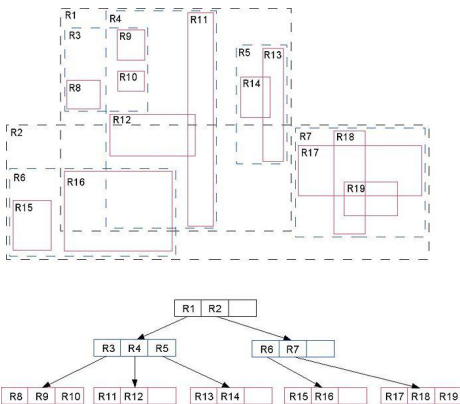 R1 R4 R11
R3 R9
R5 R13
R10
R8 R14
R12
R2 R7 R18
R17
R6 R16
R19
R15
R1 R2
R3 R4 R5
R6 R7
R8 R9 R10 R11 R12 R13 R14 R15 R16 R17 R18 R19